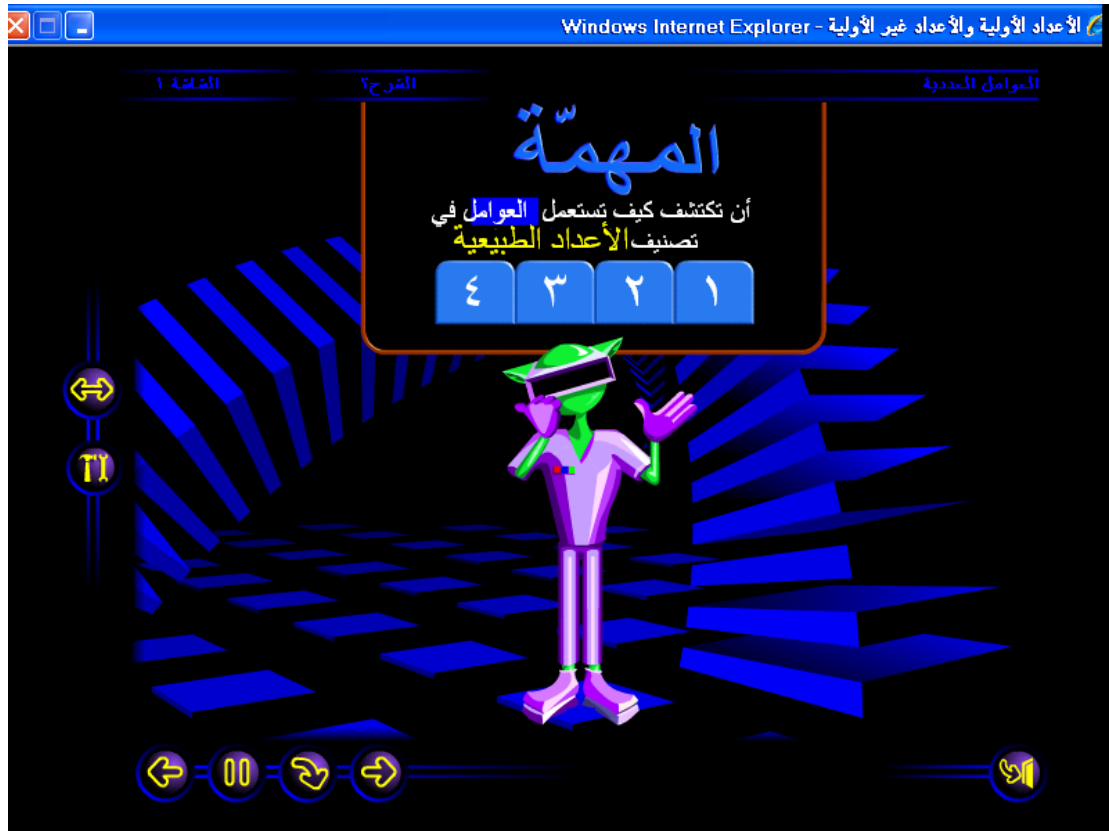 الأعداد الأولية والأعداد غير الأولية - Windows Internet Explorer
العوامل العددية
الشرح؟
الشاشة ١
المهمّة
أن تكتشف كيف تستعمل العوامل في
تصنيف الأعداد الطبيعية
١ ٢ ٣ ٤